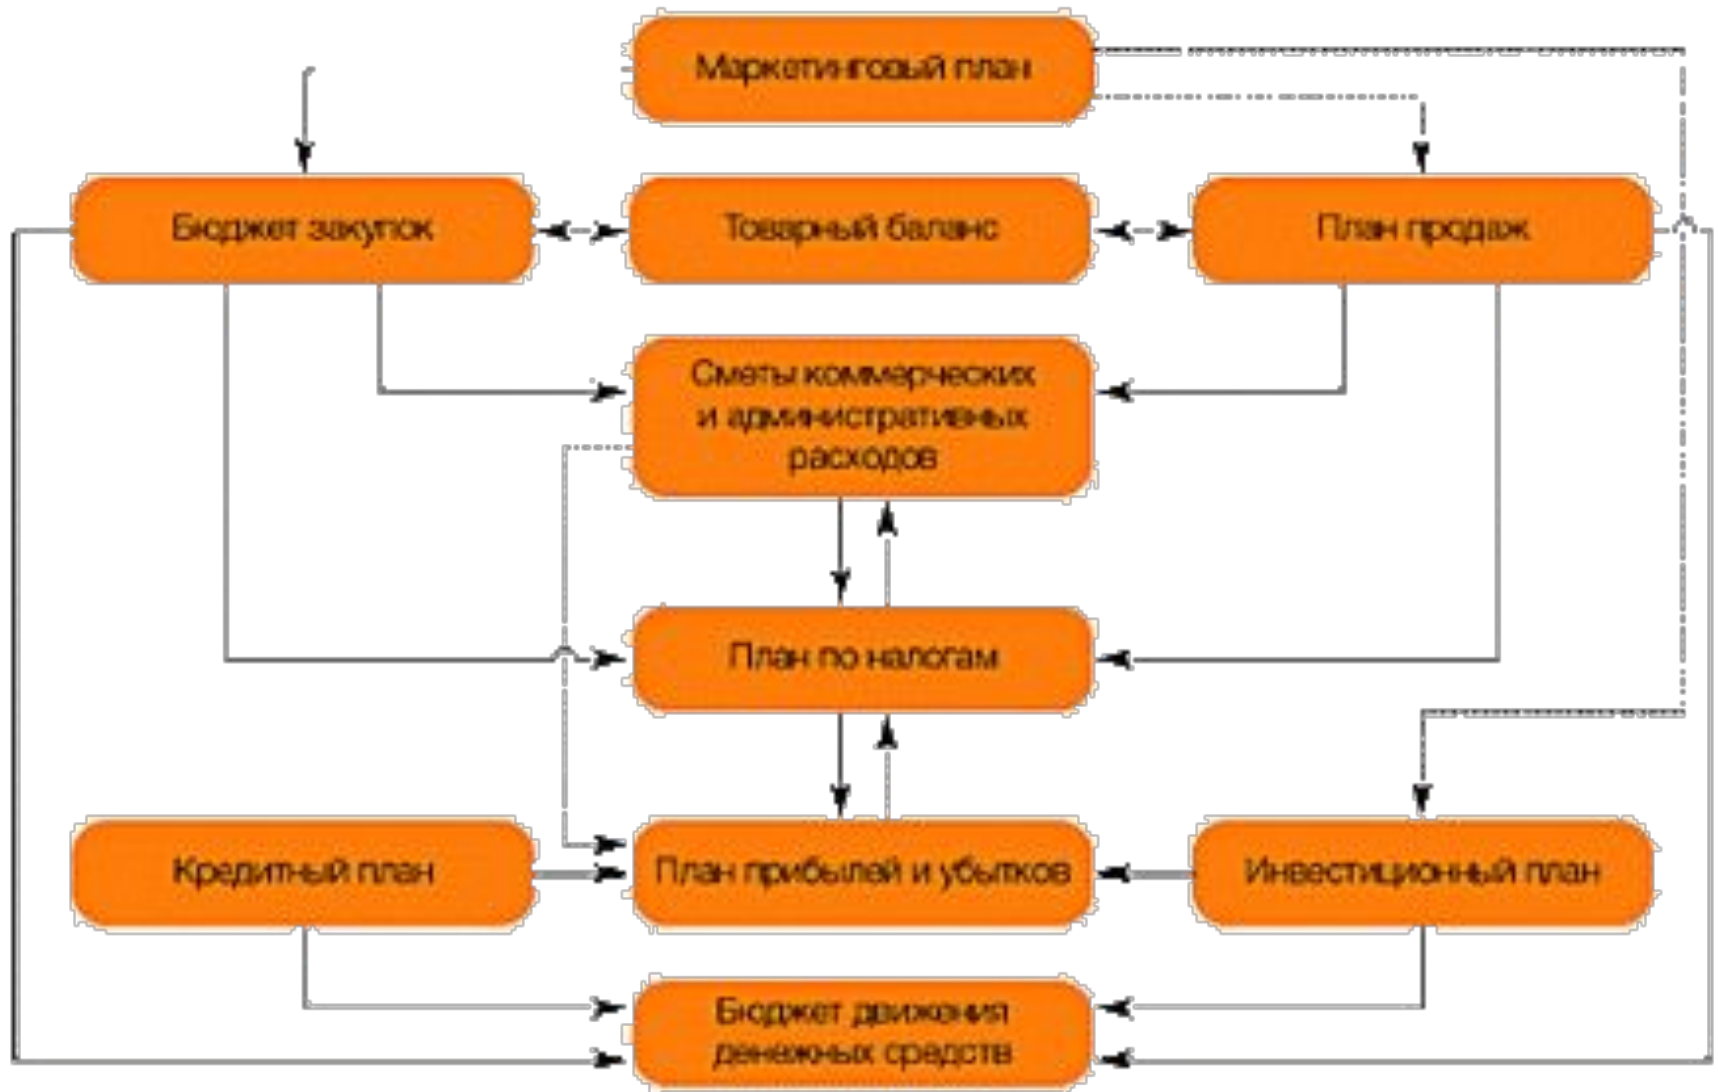 Маркетинговый план
Бюджет закупок
Товарный баланс
План продаж
Сметы коммерческих
и административных
расходов
План по налогам
Кредитный план
План прибылей и убытков
Инвестиционный план
Бюджет движения
денежных средств